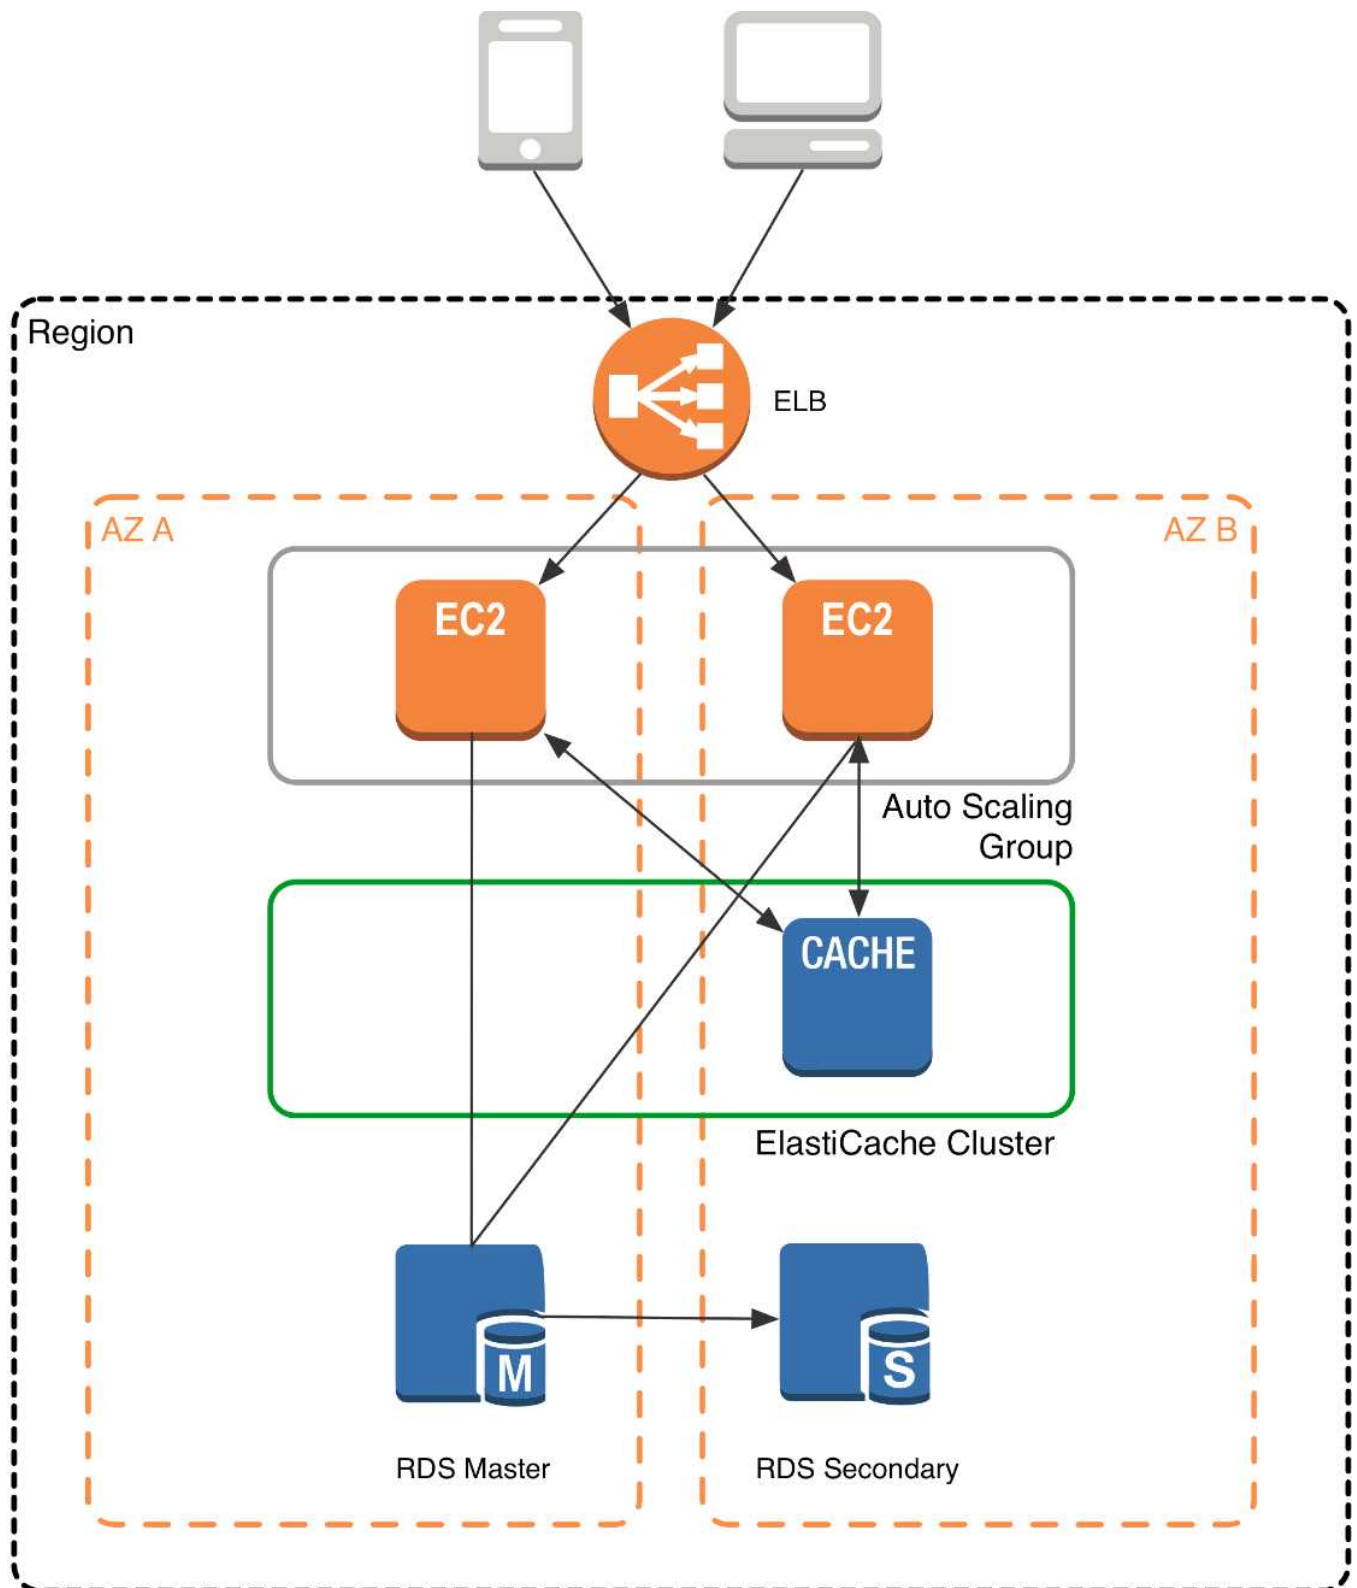 Region
ELB
AZ A
AZ B
EC2
EC2
Auto Scaling
Group
CACHE
ElastiCache Cluster
M
S
RDS Master
RDS Secondary